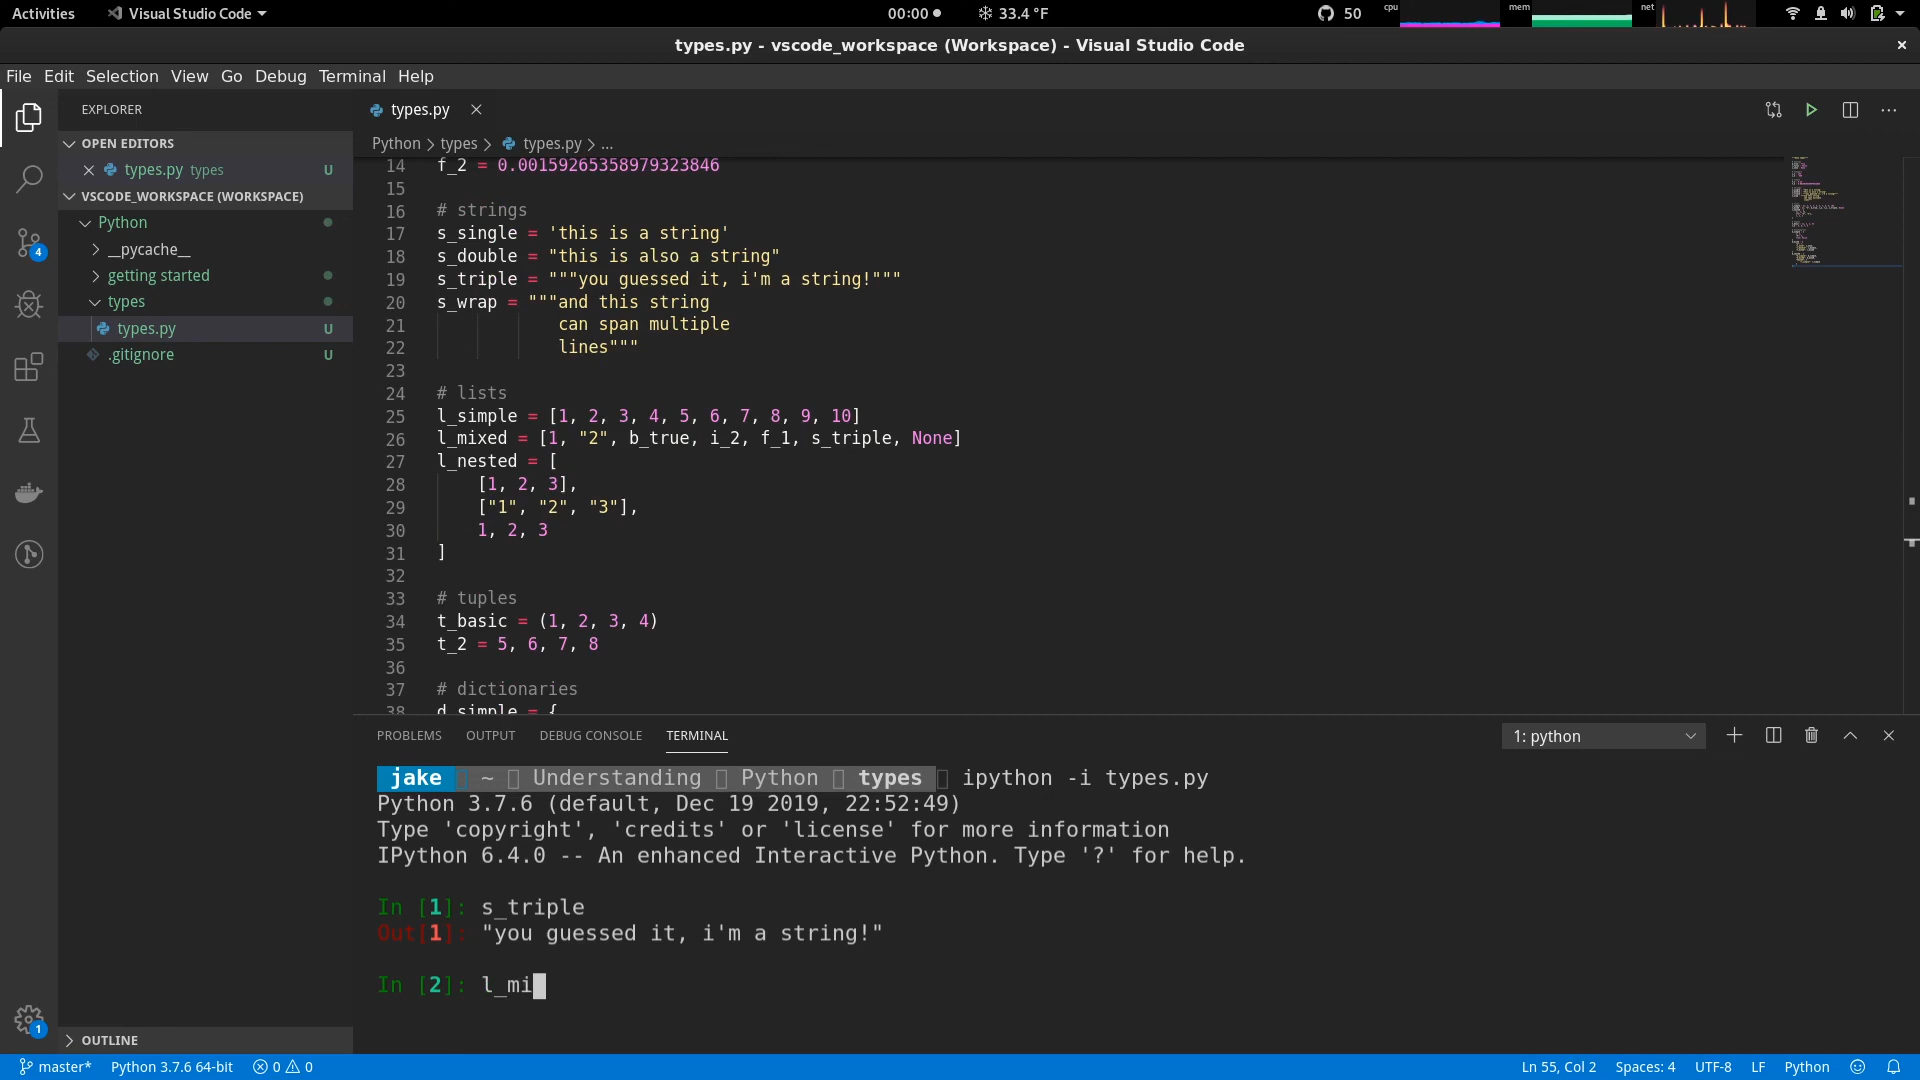 Activities Visual Studio Code 00:00 33.4 °F 50 cpu mem net
types.py - vscode_workspace (Workspace) - Visual Studio Code
File Edit Selection View Go Debug Terminal Help
EXPLORER
OPEN EDITORS
types.py types U
VSCODE_WORKSPACE (WORKSPACE)
Python
__pycache__
getting started
types
types.py U
.gitignore U
OUTLINE
4
1
types.py
Python > types > types.py > ...
14 f_2 = 0.00159265358979323846
15
16 # strings
17 s_single = 'this is a string'
18 s_double = "this is also a string"
19 s_triple = """you guessed it, i'm a string!"""
20 s_wrap = """and this string
21 can span multiple
22 lines"""
23
24 # lists
25 l_simple = [1, 2, 3, 4, 5, 6, 7, 8, 9, 10]
26 l_mixed = [1, "2", b_true, i_2, f_1, s_triple, None]
27 l_nested = [
28 [1, 2, 3],
29 ["1", "2", "3"],
30 1, 2, 3
31 ]
32
33 # tuples
34 t_basic = (1, 2, 3, 4)
35 t_2 = 5, 6, 7, 8
36
37 # dictionaries
38 d_simple = {
PROBLEMS OUTPUT DEBUG CONSOLE TERMINAL 1: python
jake ~ Understanding Python types ipython -i types.py
Python 3.7.6 (default, Dec 19 2019, 22:52:49)
Type 'copyright', 'credits' or 'license' for more information
IPython 6.4.0 -- An enhanced Interactive Python. Type '?' for help.
In [1]: s_triple
Out[1]: "you guessed it, i'm a string!"
In [2]: l_mi
master* Python 3.7.6 64-bit 0 0 Ln 55, Col 2 Spaces: 4 UTF-8 LF Python